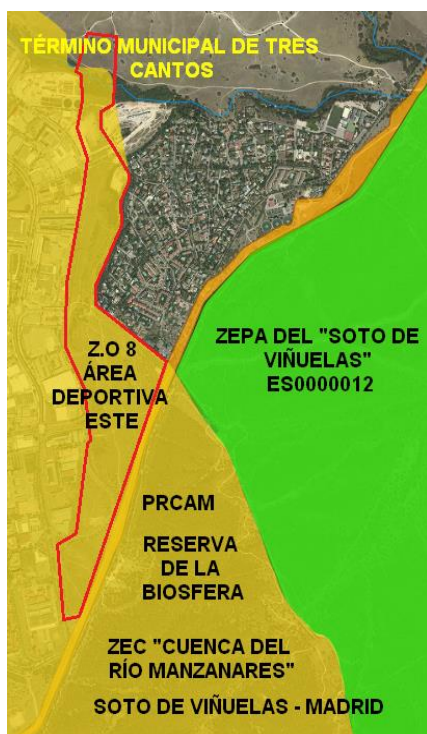 TÉRMINO MUNICIPAL DE TRES
CANTOS
ZEPA DEL "SOTO DE
VIÑUELAS"
ES0000012
Z.O 8
ÁREA
DEPORTIVA
ESTE
PRCAM
RESERVA
DE LA
BIOSFERA
ZEC "CUENCA DEL
RÍO MANZANARES"
SOTO DE VIÑUELAS - MADRID